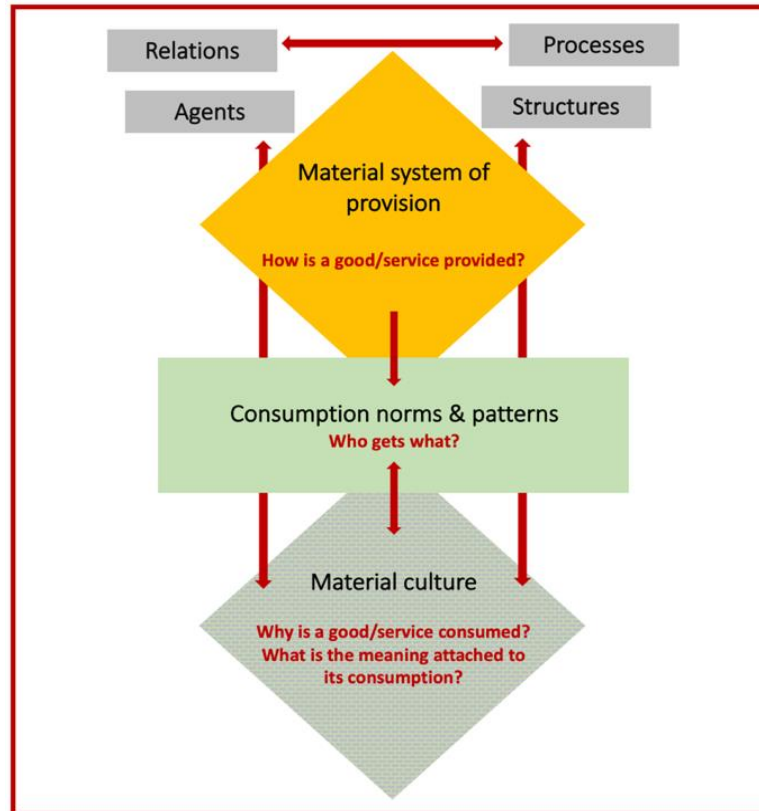 Relations
Processes
Agents
Structures
Material system of
provision
How is a good/service provided?
Consumption norms & patterns
Who gets what?
Material culture
Why is a good/service consumed?
What is the meaning attached to
its consumption?